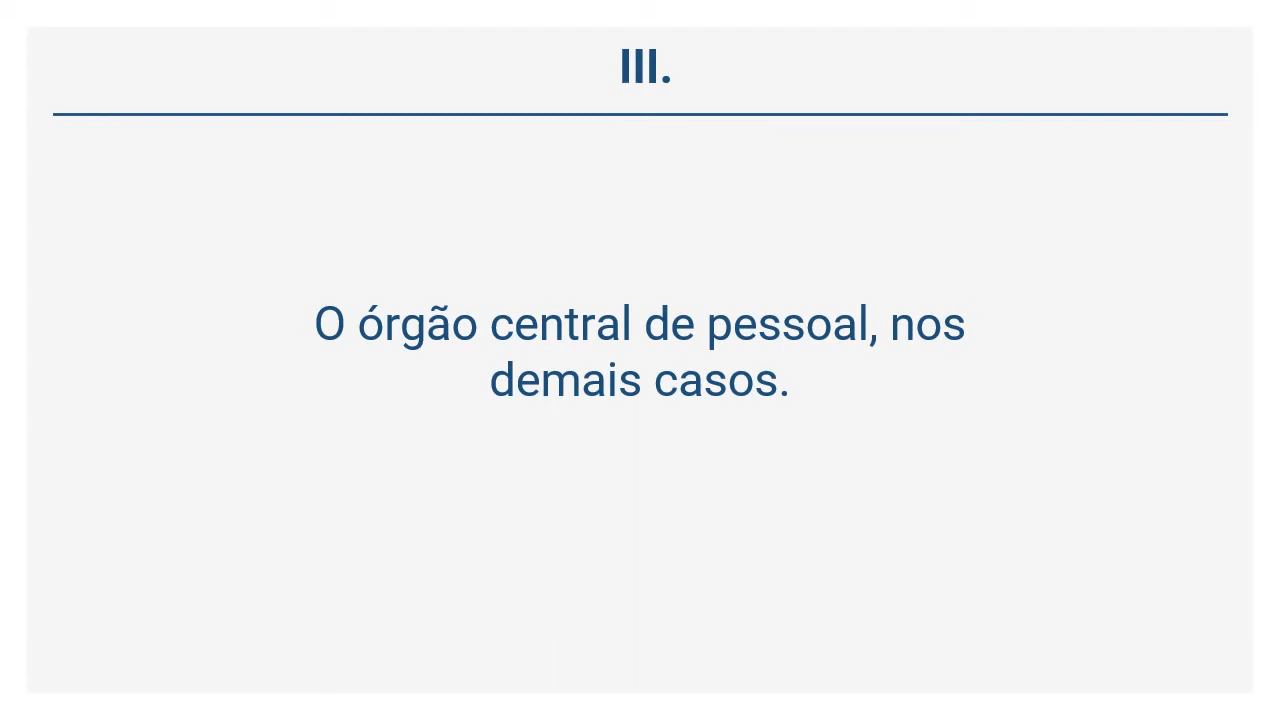 III.
O órgão central de pessoal, nos
demais casos.